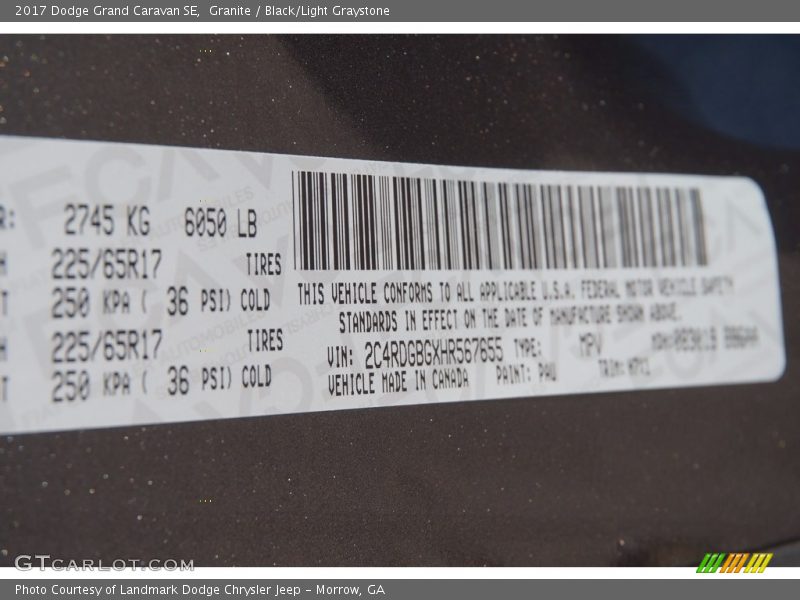 2017 Dodge Grand Caravan SE, Granite / Black/Light Graystone
R: 2745 KG 6050 LB
H 225/65R17 TIRES
T 250 KPA ( 36 PSI) COLD
H 225/65R17 TIRES
T 250 KPA ( 36 PSI) COLD
THIS VEHICLE CONFORMS TO ALL APPLICABLE U.S.A. FEDERAL MOTOR VEHICLE SAFETY
STANDARDS IN EFFECT ON THE DATE OF MANUFACTURE SHOWN ABOVE.
VIN: 2C4RDGBGXHR567655 TYPE: MPV
VEHICLE MADE IN CANADA PAINT: PAU TRIM:
GTCARLOT.COM
Photo Courtesy of Landmark Dodge Chrysler Jeep – Morrow, GA